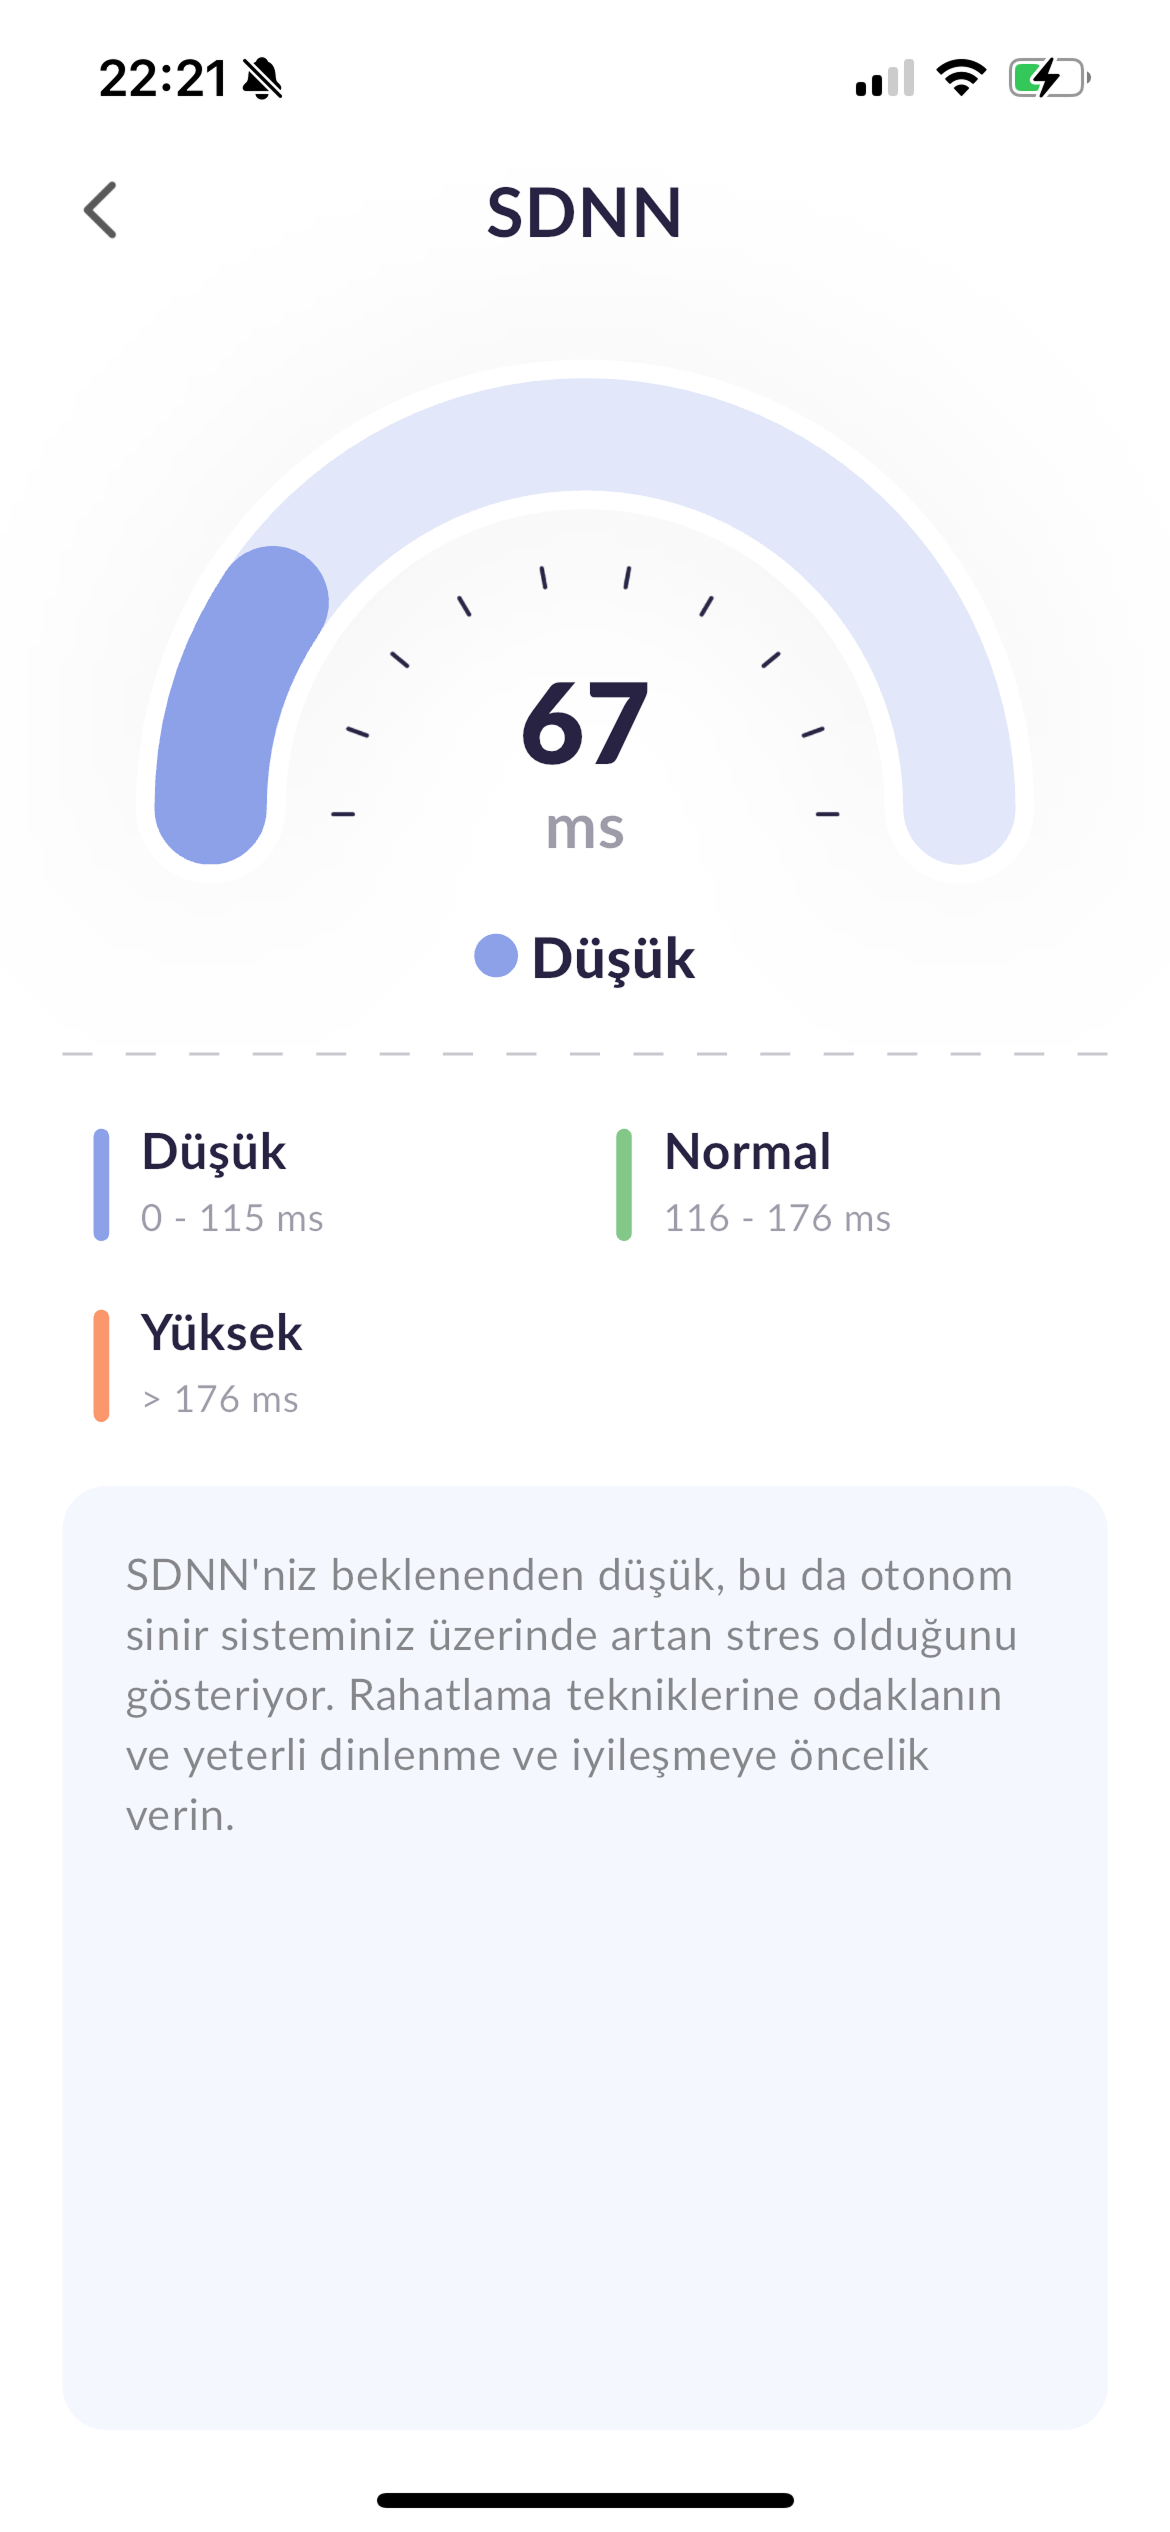 22:21
SDNN
67
ms
Düşük
Düşük
0 - 115 ms
Normal
116 - 176 ms
Yüksek
> 176 ms
SDNN'niz beklenenden düşük, bu da otonom
sinir sisteminiz üzerinde artan stres olduğunu
gösteriyor. Rahatlama tekniklerine odaklanın
ve yeterli dinlenme ve iyileşmeye öncelik
verin.